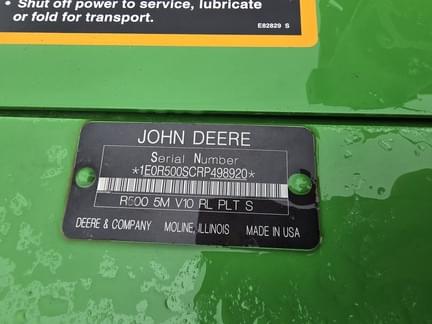 • Shut off power to service, lubricate
or fold for transport.
E82829 S
JOHN DEERE
Serial Number
*1E0R500SCRP498920*
R500 5M V10 RL PLT S
DEERE & COMPANY MOLINE, ILLINOIS MADE IN USA